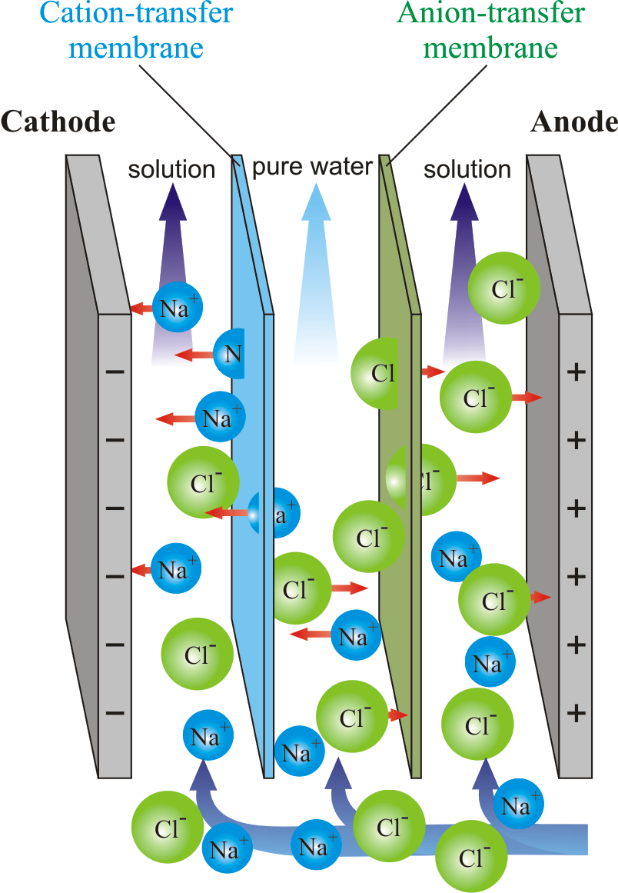 Cation-transfer
membrane
Anion-transfer
membrane
Cathode
Anode
solution
pure water
solution
Cl⁻
Na⁺
N
Cl
−
+
Cl⁻
Na⁺
−
+
Cl⁻
Cl⁻
a⁺
−
+
Cl⁻
Na⁺
Na⁺
−
+
Cl⁻
Cl⁻
Na⁺
−
+
Cl⁻
Na⁺
−
+
Cl⁻
Cl⁻
Na⁺
Na⁺
Na⁺
Cl⁻
Cl⁻
Na⁺
Na⁺
Cl⁻